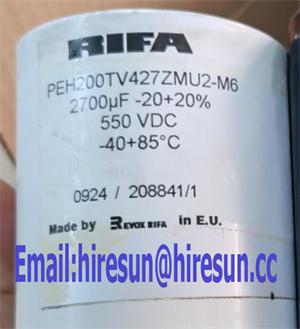 RIFA
PEH200TV427ZMU2-M6
2700µF -20+20%
550 VDC
-40+85°C
0924 / 208841/1
Made by REVOX RIFA in E.U.
Email:hiresun@hiresun.cc